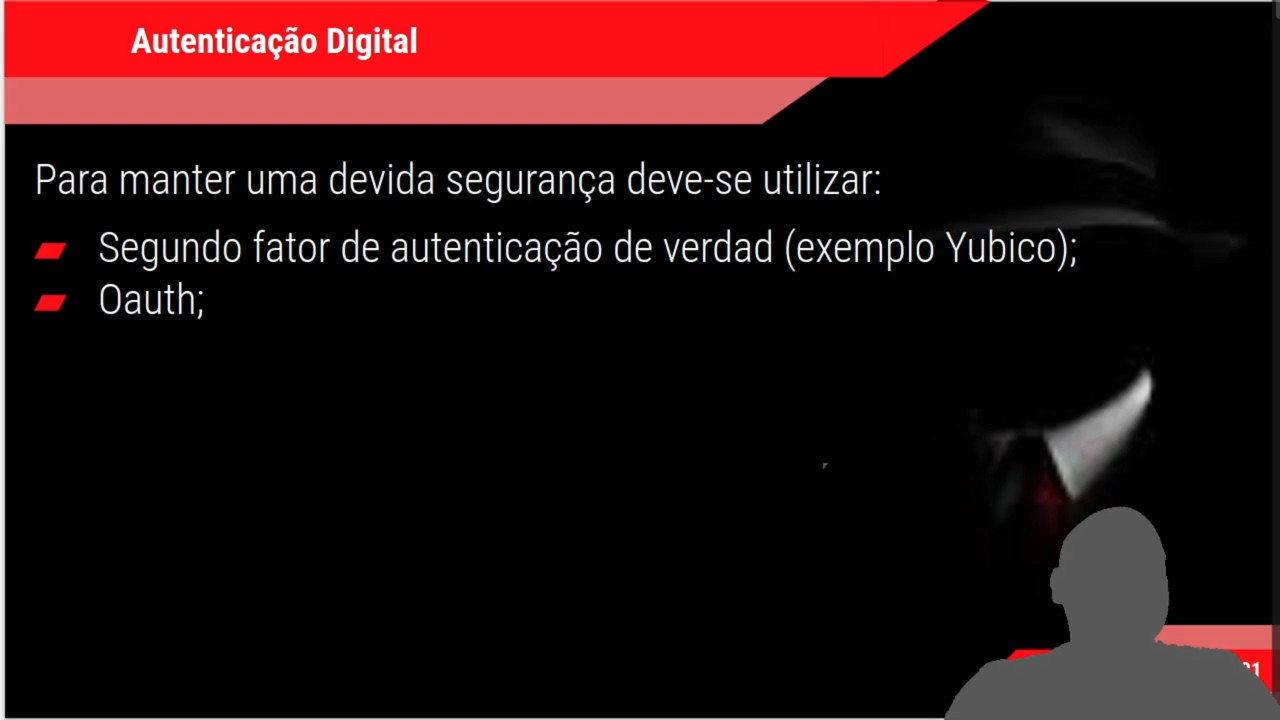 Autenticação Digital
Para manter uma devida segurança deve-se utilizar:
Segundo fator de autenticação de verdad (exemplo Yubico);
Oauth;